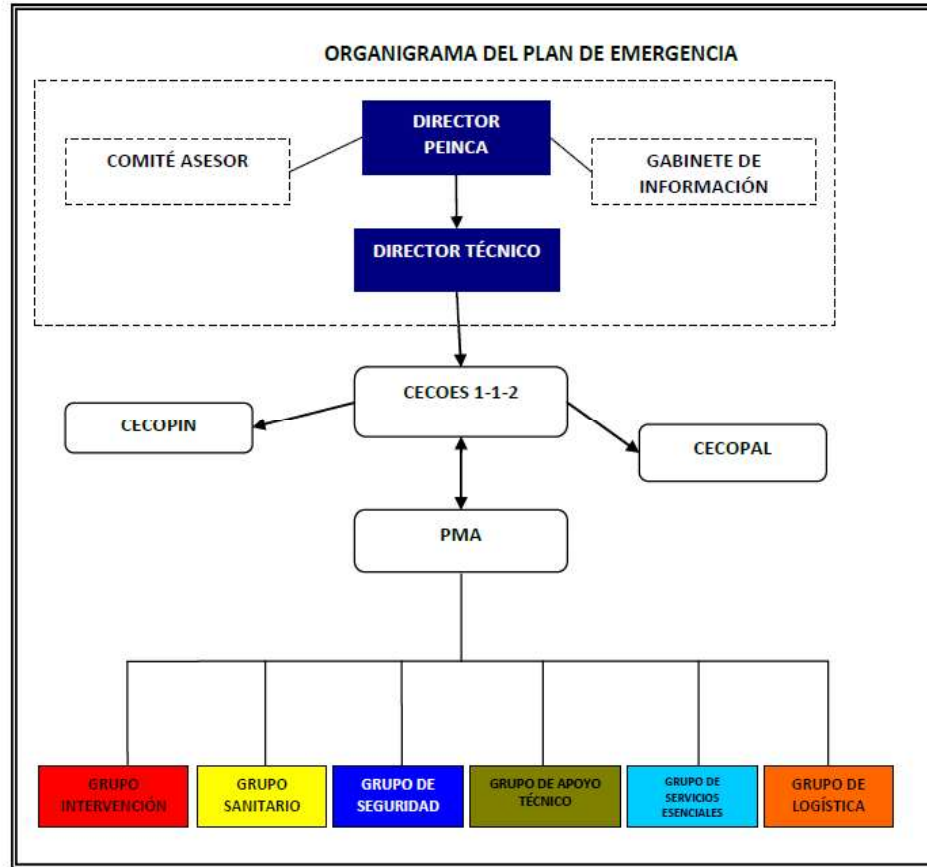 ORGANIGRAMA DEL PLAN DE EMERGENCIA
DIRECTOR
PEINCA
COMITÉ ASESOR
GABINETE DE
INFORMACIÓN
DIRECTOR TÉCNICO
CECOES 1-1-2
CECOPIN
CECOPAL
PMA
GRUPO
INTERVENCIÓN
GRUPO
SANITARIO
GRUPO DE
SEGURIDAD
GRUPO DE APOYO
TÉCNICO
GRUPO DE
SERVICIOS
ESENCIALES
GRUPO DE
LOGÍSTICA